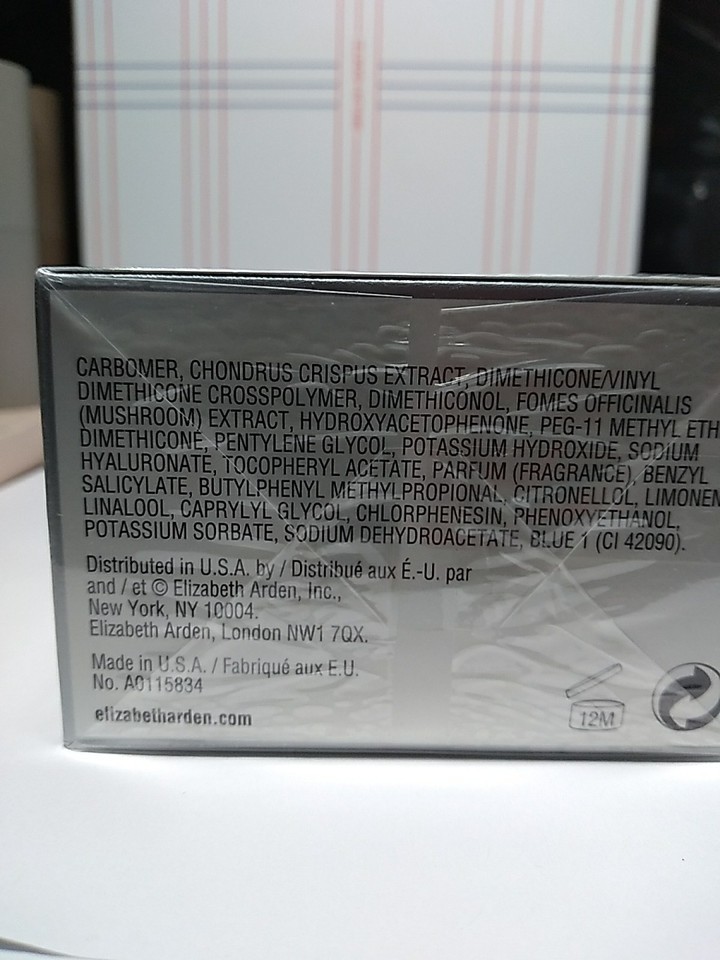 CARBOMER, CHONDRUS CRISPUS EXTRACT, DIMETHICONE/VINYL
DIMETHICONE CROSSPOLYMER, DIMETHICONOL, FOMES OFFICINALIS
(MUSHROOM) EXTRACT, HYDROXYACETOPHENONE, PEG-11 METHYL ETH
DIMETHICONE, PENTYLENE GLYCOL, POTASSIUM HYDROXIDE, SODIUM
HYALURONATE, TOCOPHERYL ACETATE, PARFUM (FRAGRANCE), BENZYL
SALICYLATE, BUTYLPHENYL METHYLPROPIONAL, CITRONELLOL, LIMONEN
LINALOOL, CAPRYLYL GLYCOL, CHLORPHENESIN, PHENOXYETHANOL,
POTASSIUM SORBATE, SODIUM DEHYDROACETATE, BLUE 1 (CI 42090).
Distributed in U.S.A. by / Distribué aux É.-U. par
and / et © Elizabeth Arden, Inc.,
New York, NY 10004.
Elizabeth Arden, London NW1 7QX.
Made in U.S.A. / Fabriqué aux E.U.
No. A0115834
elizabetharden.com
12M